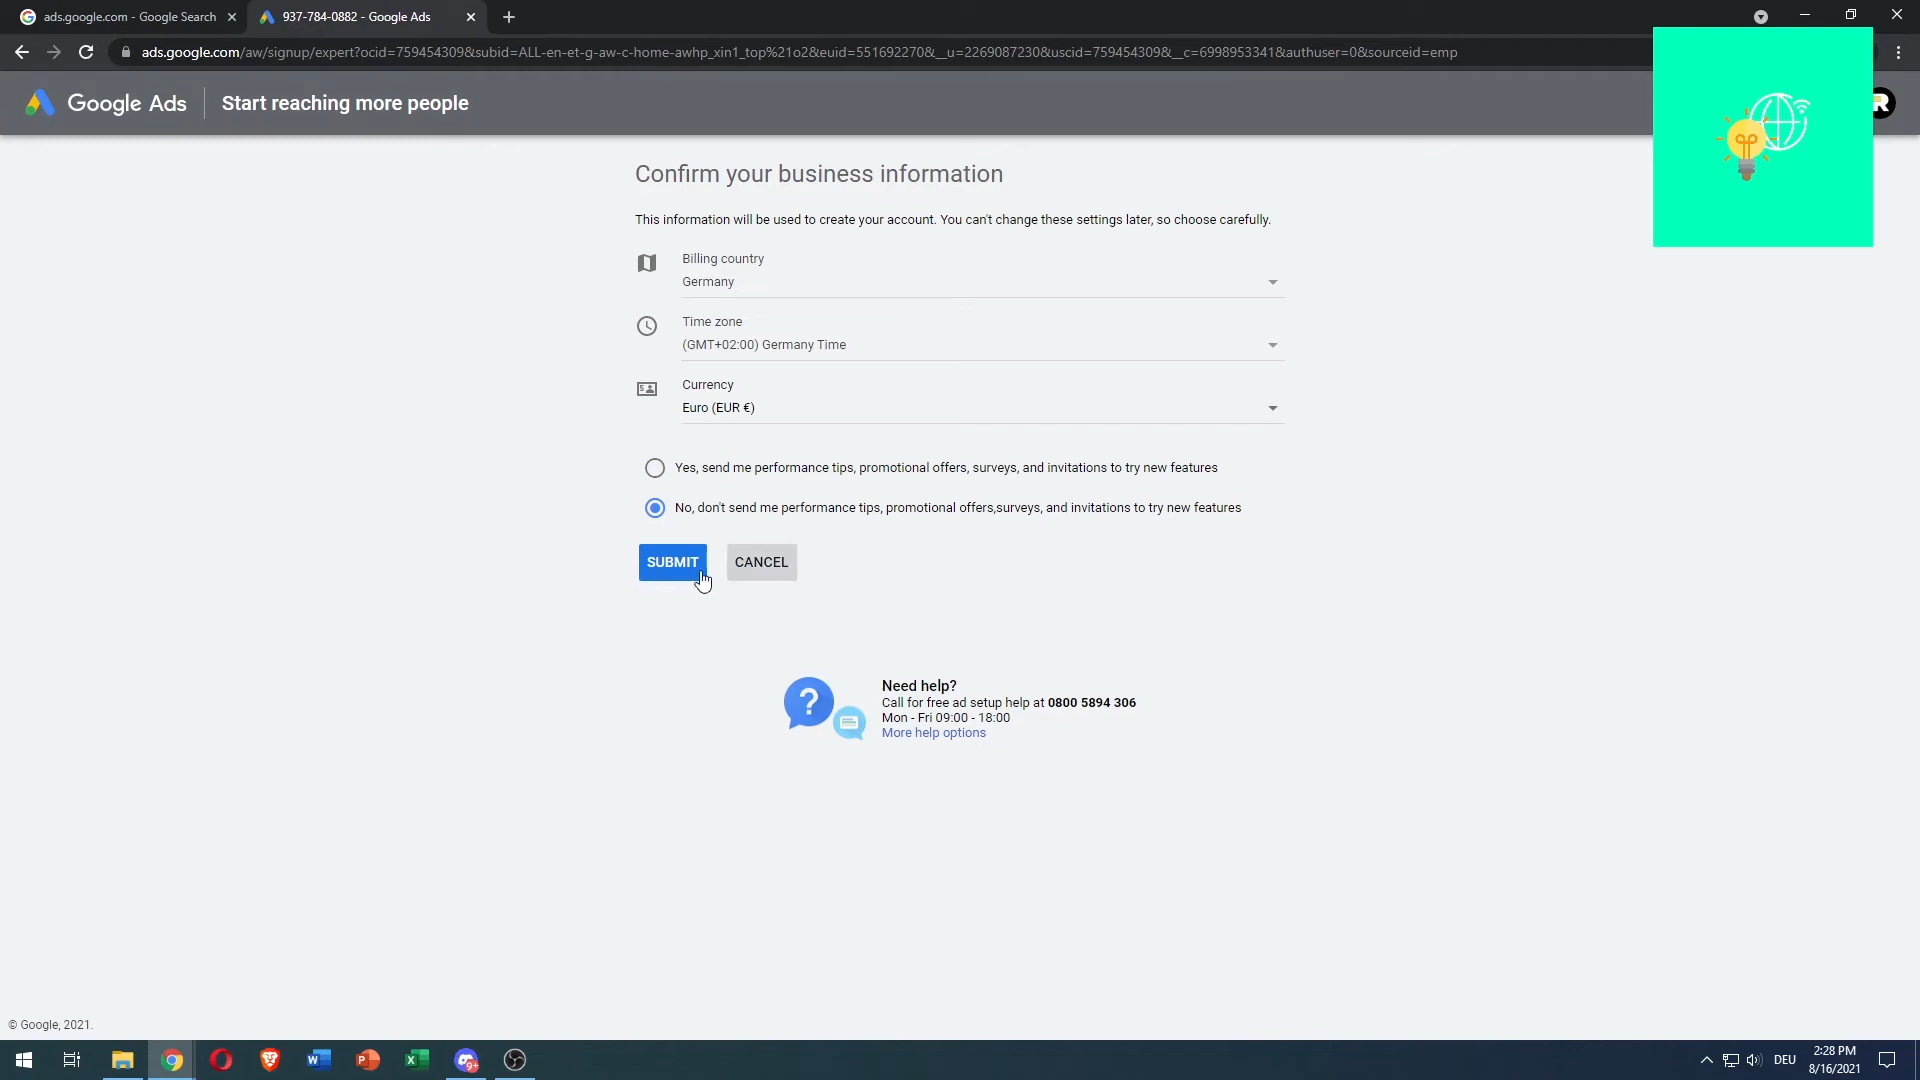 ads.google.com - Google Search
937-784-0882 - Google Ads
ads.google.com/aw/signup/expert?ocid=759454309&subid=ALL-en-et-g-aw-c-home-awhp_xin1_top%21o2&euid=551692270&__u=2269087230&uscid=759454309&__c=6998953341&authuser=0&sourceid=emp
Google Ads
Start reaching more people
R
Confirm your business information
This information will be used to create your account. You can't change these settings later, so choose carefully.
Billing country
Germany
Time zone
(GMT+02:00) Germany Time
Currency
Euro (EUR €)
Yes, send me performance tips, promotional offers, surveys, and invitations to try new features
No, don't send me performance tips, promotional offers,surveys, and invitations to try new features
SUBMIT
CANCEL
Need help?
Call for free ad setup help at 0800 5894 306
Mon - Fri 09:00 - 18:00
More help options
© Google, 2021.
9+
DEU
2:28 PM
8/16/2021